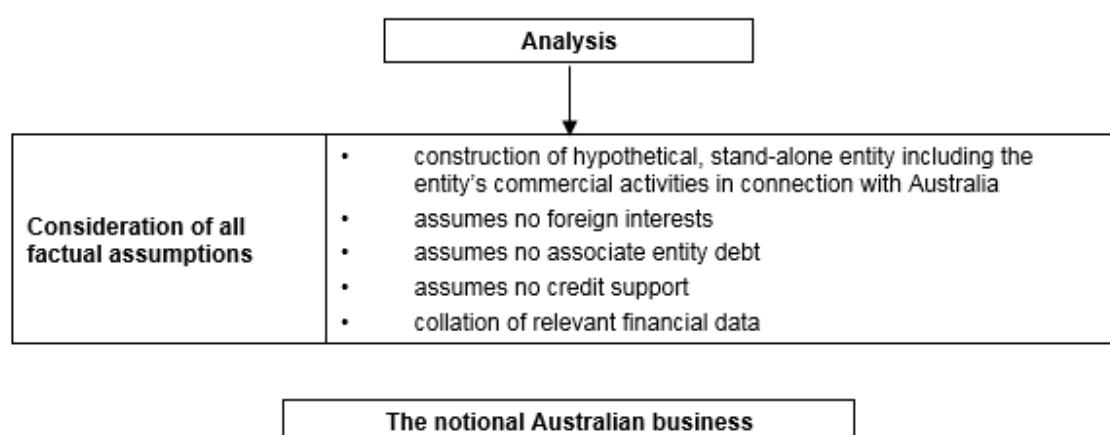 Analysis
Consideration of all
factual assumptions
• construction of hypothetical, stand-alone entity including the
entity's commercial activities in connection with Australia
• assumes no foreign interests
• assumes no associate entity debt
• assumes no credit support
• collation of relevant financial data
The notional Australian business